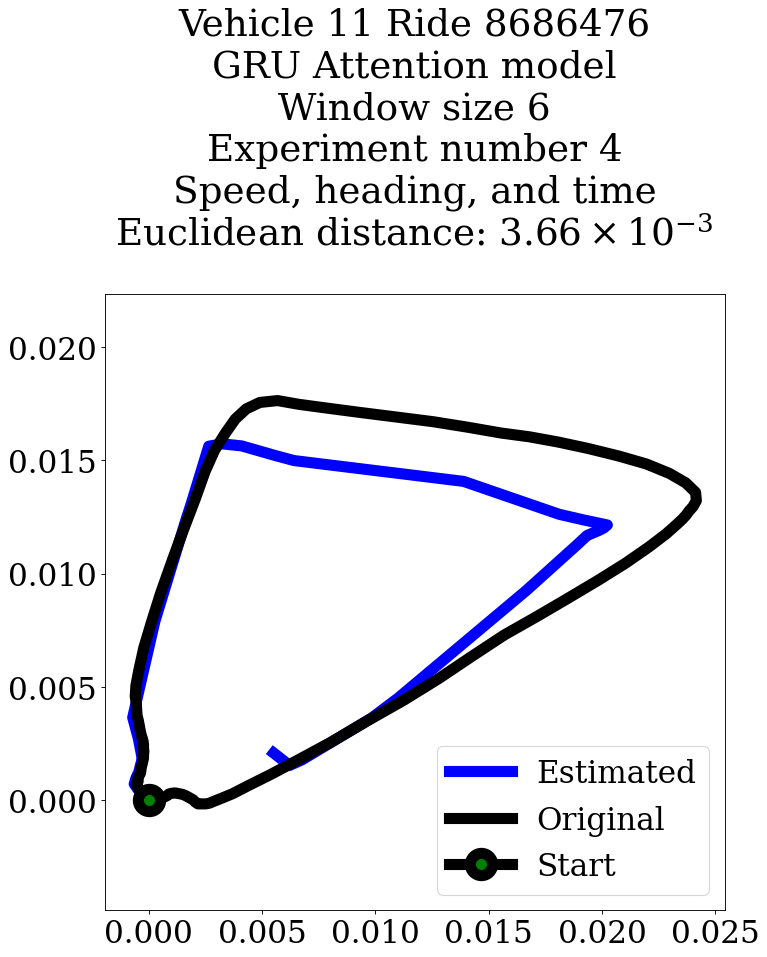 Vehicle 11 Ride 8686476
GRU Attention model
Window size 6
Experiment number 4
Speed, heading, and time
Euclidean distance: 3.66 × 10⁻³
0.020
0.015
0.010
0.005
0.000
Estimated
Original
Start
0.000 0.005 0.010 0.015 0.020 0.025